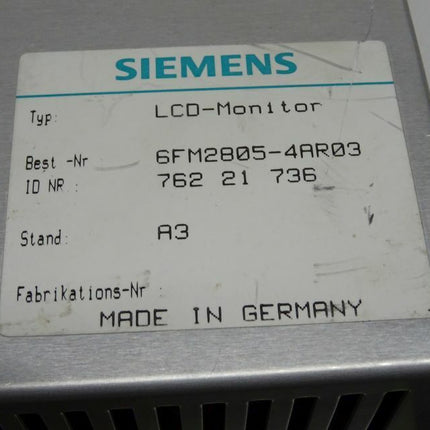 SIEMENS
Typ: LCD-Monitor
Best -Nr : 6FM2805-4AR03
ID NR : 762 21 736
Stand: A3
Fabrikations-Nr :
MADE IN GERMANY